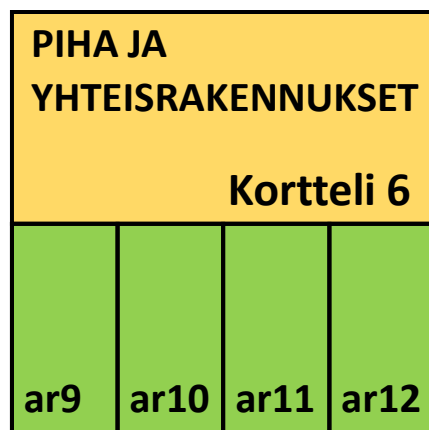 PIHA JA
YHTEISRAKENNUKSET
Kortteli 6
ar9 ar10 ar11 ar12